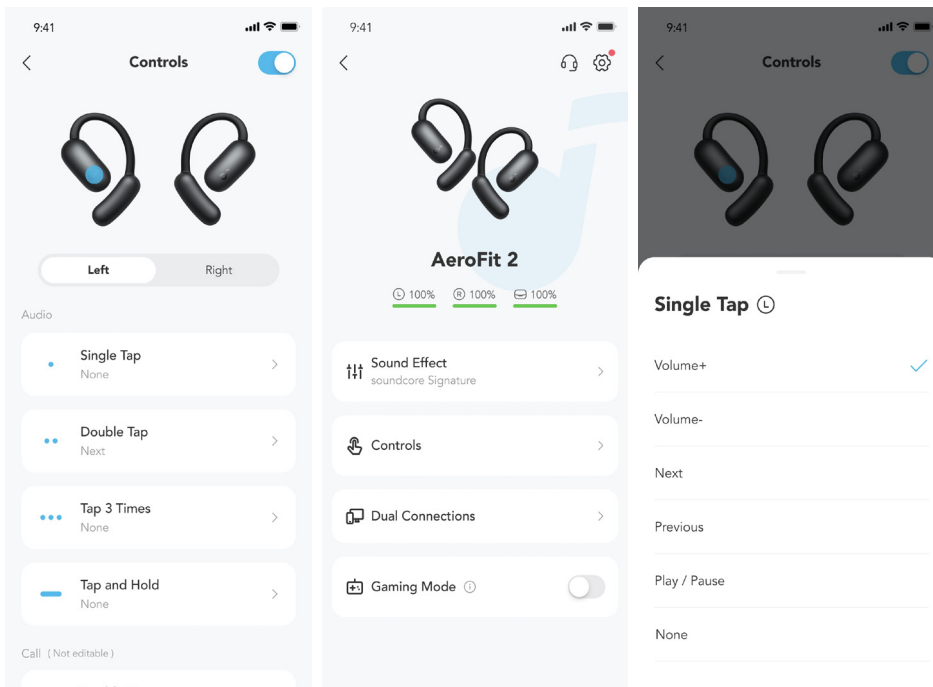 9:41
Controls
Left
Right
Audio
Single Tap
None
Double Tap
Next
Tap 3 Times
None
Tap and Hold
None
Call ( Not editable )
9:41
AeroFit 2
L 100%
R 100%
100%
Sound Effect
soundcore Signature
Controls
Dual Connections
Gaming Mode
9:41
Controls
Single Tap L
Volume+
Volume-
Next
Previous
Play / Pause
None